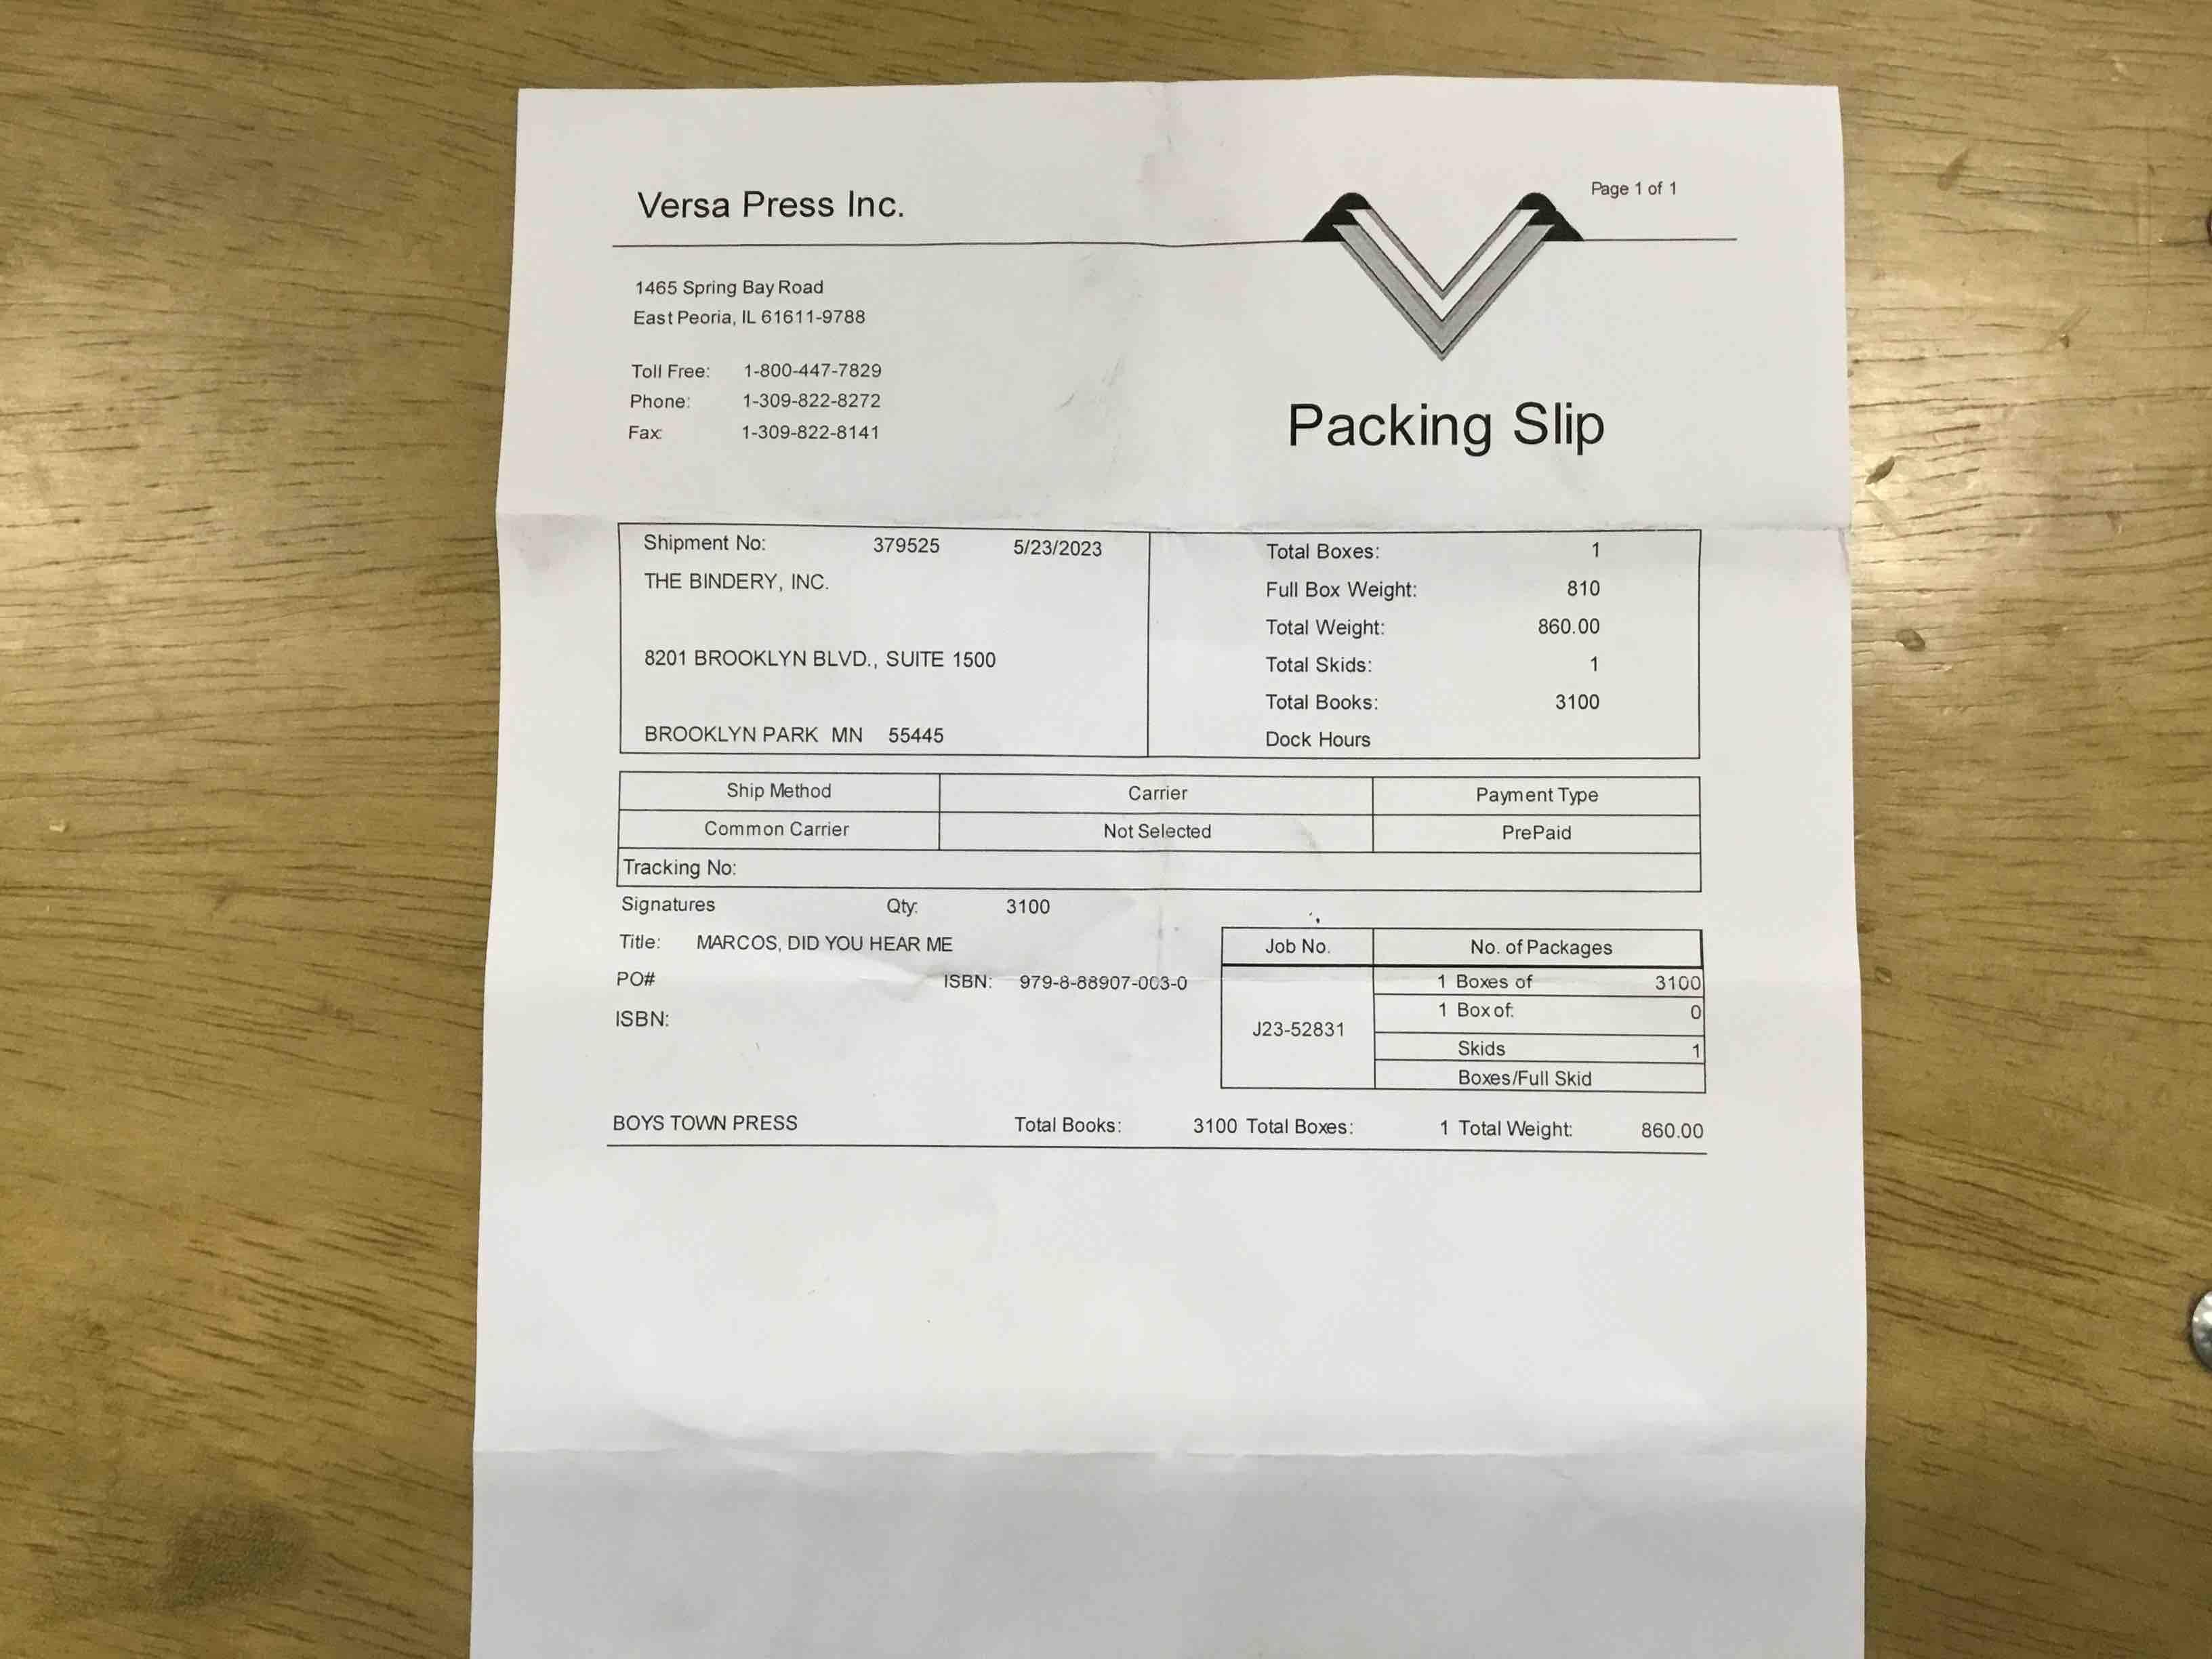 Page 1 of 1
Versa Press Inc.
1465 Spring Bay Road
East Peoria, IL 61611-9788
Toll Free: 1-800-447-7829
Phone: 1-309-822-8272
Fax: 1-309-822-8141
Packing Slip
Shipment No: 379525 5/23/2023
THE BINDERY, INC.
8201 BROOKLYN BLVD., SUITE 1500
BROOKLYN PARK MN 55445
Total Boxes: 1
Full Box Weight: 810
Total Weight: 860.00
Total Skids: 1
Total Books: 3100
Dock Hours
Ship Method Carrier Payment Type
Common Carrier Not Selected PrePaid
Tracking No:
Signatures Qty: 3100
Title: MARCOS, DID YOU HEAR ME
PO# ISBN: 979-8-88907-003-0
ISBN:
Job No. No. of Packages
J23-52831
1 Boxes of 3100
1 Box of: 0
Skids 1
Boxes/Full Skid
BOYS TOWN PRESS Total Books: 3100 Total Boxes: 1 Total Weight: 860.00